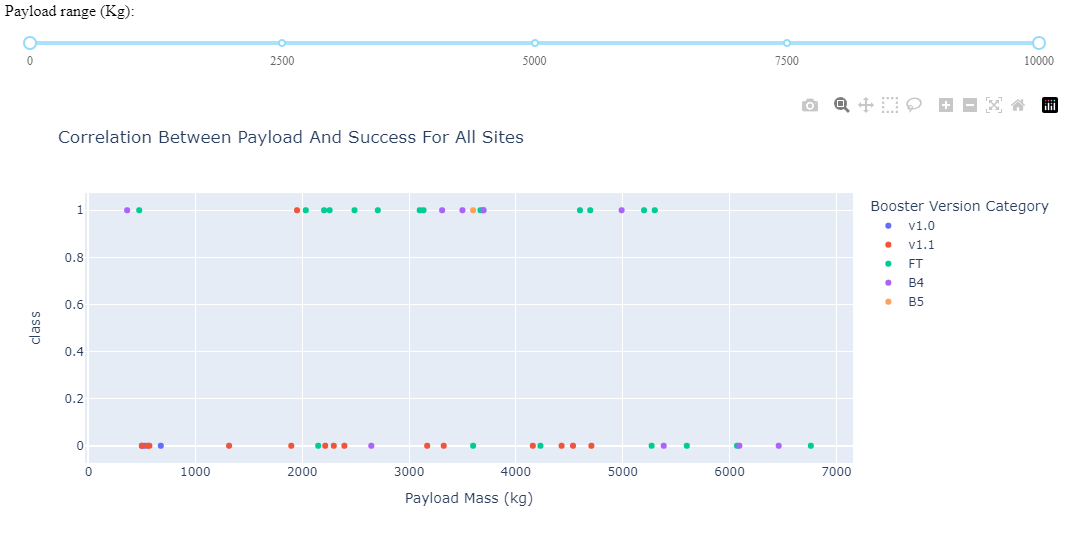 Payload range (Kg):
0 2500 5000 7500 10000
Correlation Between Payload And Success For All Sites
Booster Version Category
v1.0
v1.1
FT
B4
B5
class
1
0.8
0.6
0.4
0.2
0
0 1000 2000 3000 4000 5000 6000 7000
Payload Mass (kg)